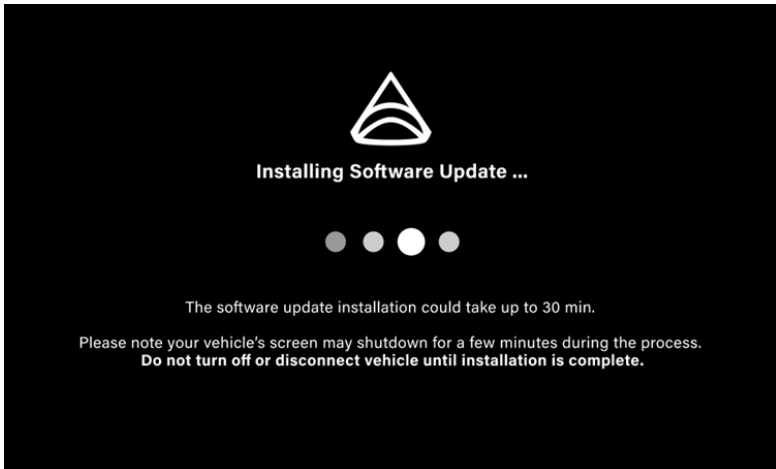 Installing Software Update ...
The software update installation could take up to 30 min.
Please note your vehicle's screen may shutdown for a few minutes during the process.
Do not turn off or disconnect vehicle until installation is complete.